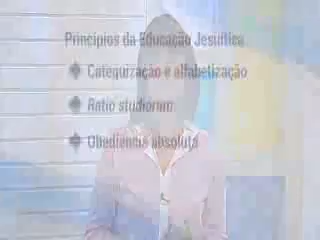 Princípios da Educação Jesuítica
Catequização e alfabetização
Ratio studiorum
Obediência absoluta